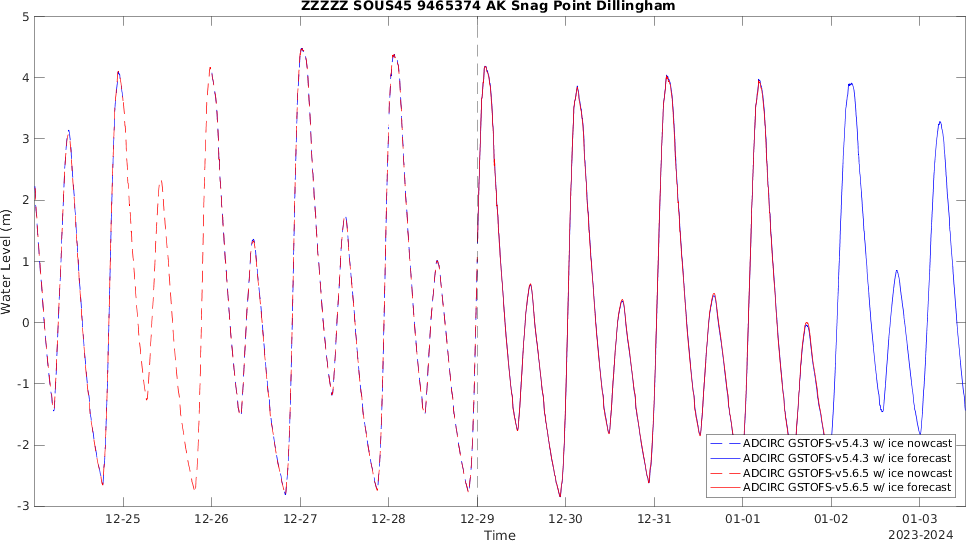 ZZZZZ SOUS45 9465374 AK Snag Point Dillingham
Water Level (m)
5
4
3
2
1
0
-1
-2
-3
12-25 12-26 12-27 12-28 12-29 12-30 12-31 01-01 01-02 01-03
Time
2023-2024
ADCIRC GSTOFS-v5.4.3 w/ ice nowcast
ADCIRC GSTOFS-v5.4.3 w/ ice forecast
ADCIRC GSTOFS-v5.6.5 w/ ice nowcast
ADCIRC GSTOFS-v5.6.5 w/ ice forecast